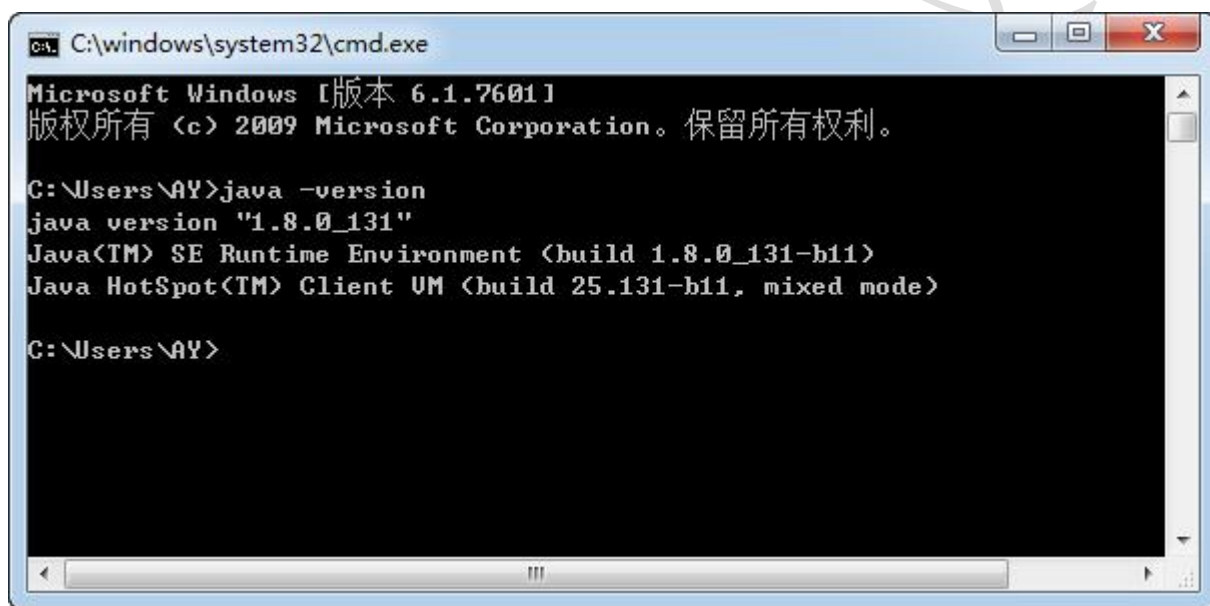 C:\windows\system32\cmd.exe
Microsoft Windows [版本 6.1.7601]
版权所有 (c) 2009 Microsoft Corporation。保留所有权利。
C:\Users\AY>java -version
java version "1.8.0_131"
Java(TM) SE Runtime Environment (build 1.8.0_131-b11)
Java HotSpot(TM) Client VM (build 25.131-b11, mixed mode)
C:\Users\AY>